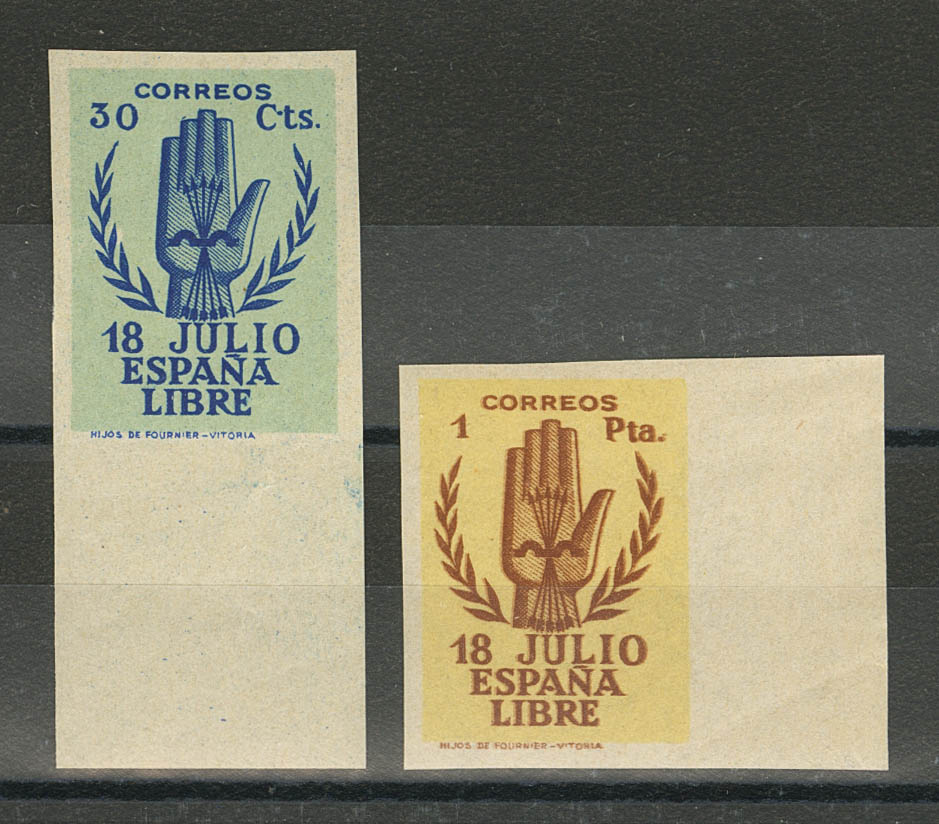 CORREOS
30 Cts.
18 JULIO
ESPAÑA
LIBRE
HIJOS DE FOURNIER-VITORIA
CORREOS
1 Pta.
18 JULIO
ESPAÑA
LIBRE
HIJOS DE FOURNIER-VITORIA